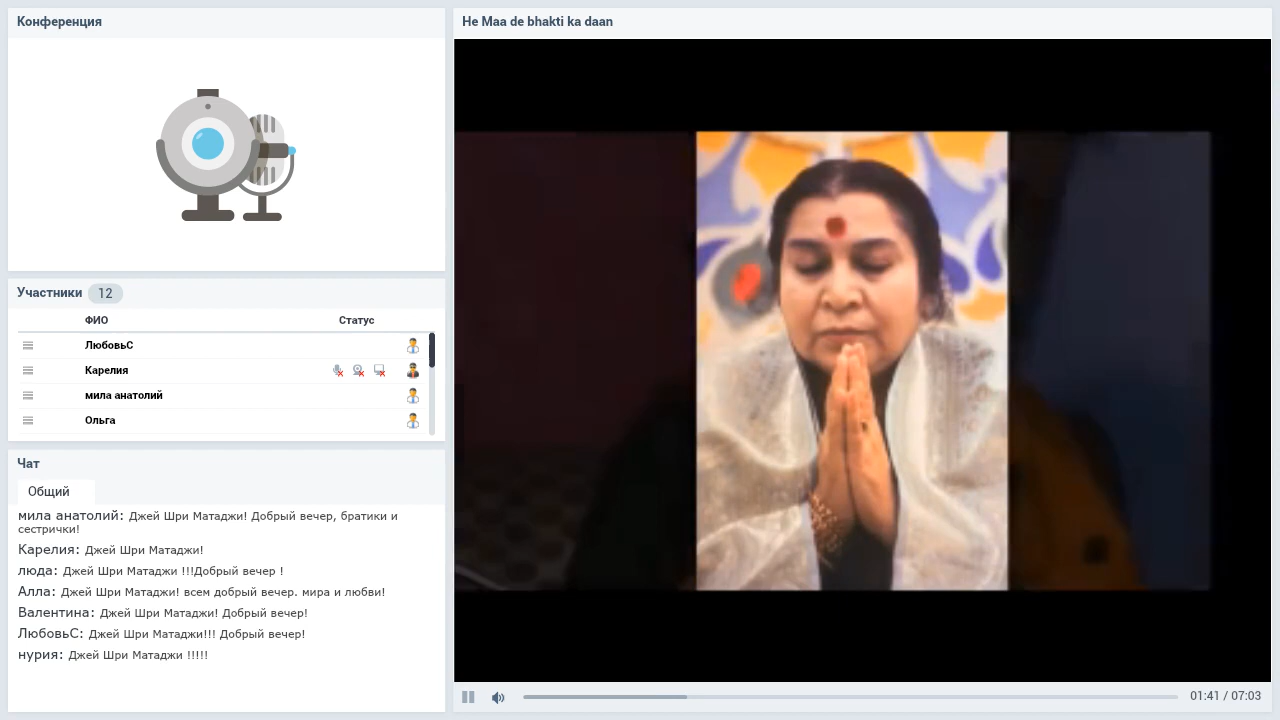 Конференция
Не Maa de bhakti ka daan
Участники 12
ФИО Статус
ЛюбовьС
Карелия
мила анатолий
Ольга
Чат
Общий
мила анатолий: Джей Шри Матаджи! Добрый вечер, братики и
сестрички!
Карелия: Джей Шри Матаджи!
люда: Джей Шри Матаджи !!!Добрый вечер !
Алла: Джей Шри Матаджи! всем добрый вечер. мира и любви!
Валентина: Джей Шри Матаджи! Добрый вечер!
ЛюбовьС: Джей Шри Матаджи!!! Добрый вечер!
нурия: Джей Шри Матаджи !!!!!
01:41 / 07:03